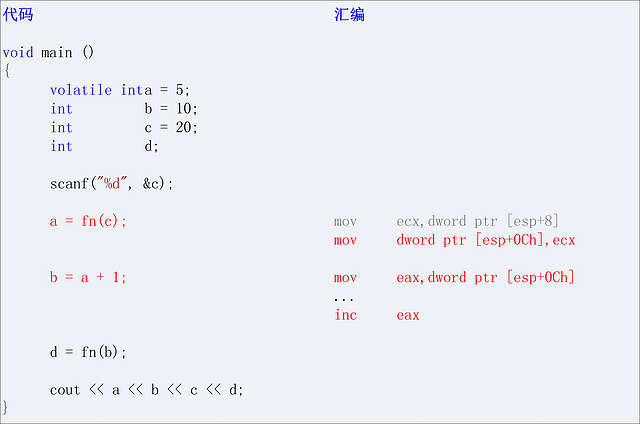 代码 汇编
void main ()
{
volatile inta = 5;
int b = 10;
int c = 20;
int d;
scanf("%d", &c);
a = fn(c); mov ecx,dword ptr [esp+8]
mov dword ptr [esp+0Ch],ecx
b = a + 1; mov eax,dword ptr [esp+0Ch]
...
inc eax
d = fn(b);
cout << a << b << c << d;
}